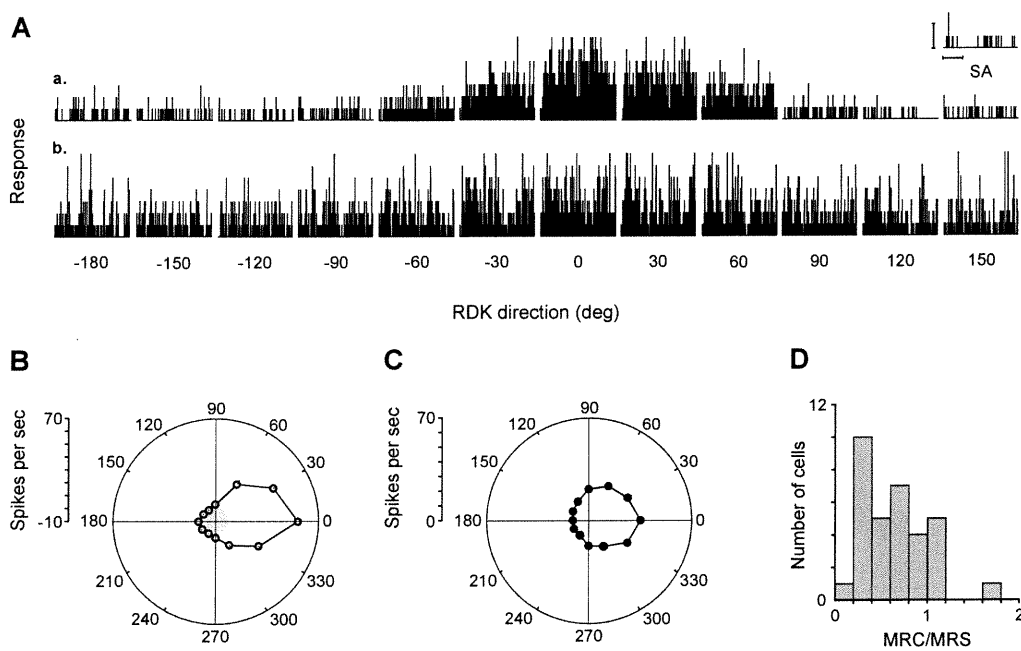 A
a.
SA
b.
Response
-180 -150 -120 -90 -60 -30 0 30 60 90 120 150
RDK direction (deg)
B
Spikes per sec
70
-10
90
120 60
150 30
180 0
210 330
240 300
270
C
Spikes per sec
70
0
90
120 60
150 30
180 0
210 330
240 300
270
D
Number of cells
12
0
0 1 2
MRC/MRS